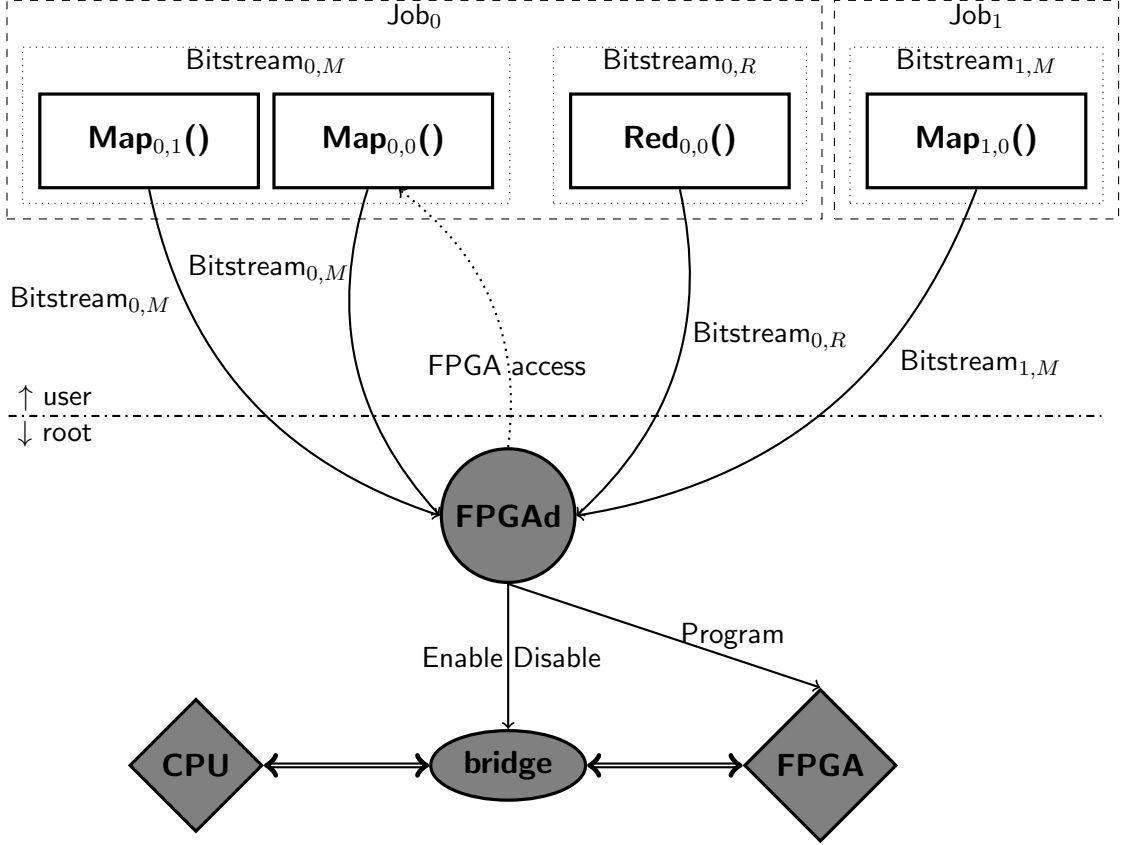 Job₀ Job₁
Bitstream₀,M Bitstream₀,R Bitstream₁,M
Map₀,₁() Map₀,₀() Red₀,₀() Map₁,₀()
Bitstream₀,M
Bitstream₀,M
Bitstream₀,R
Bitstream₁,M
FPGA access
↑ user
↓ root
FPGAd
Program
Enable Disable
CPU bridge FPGA